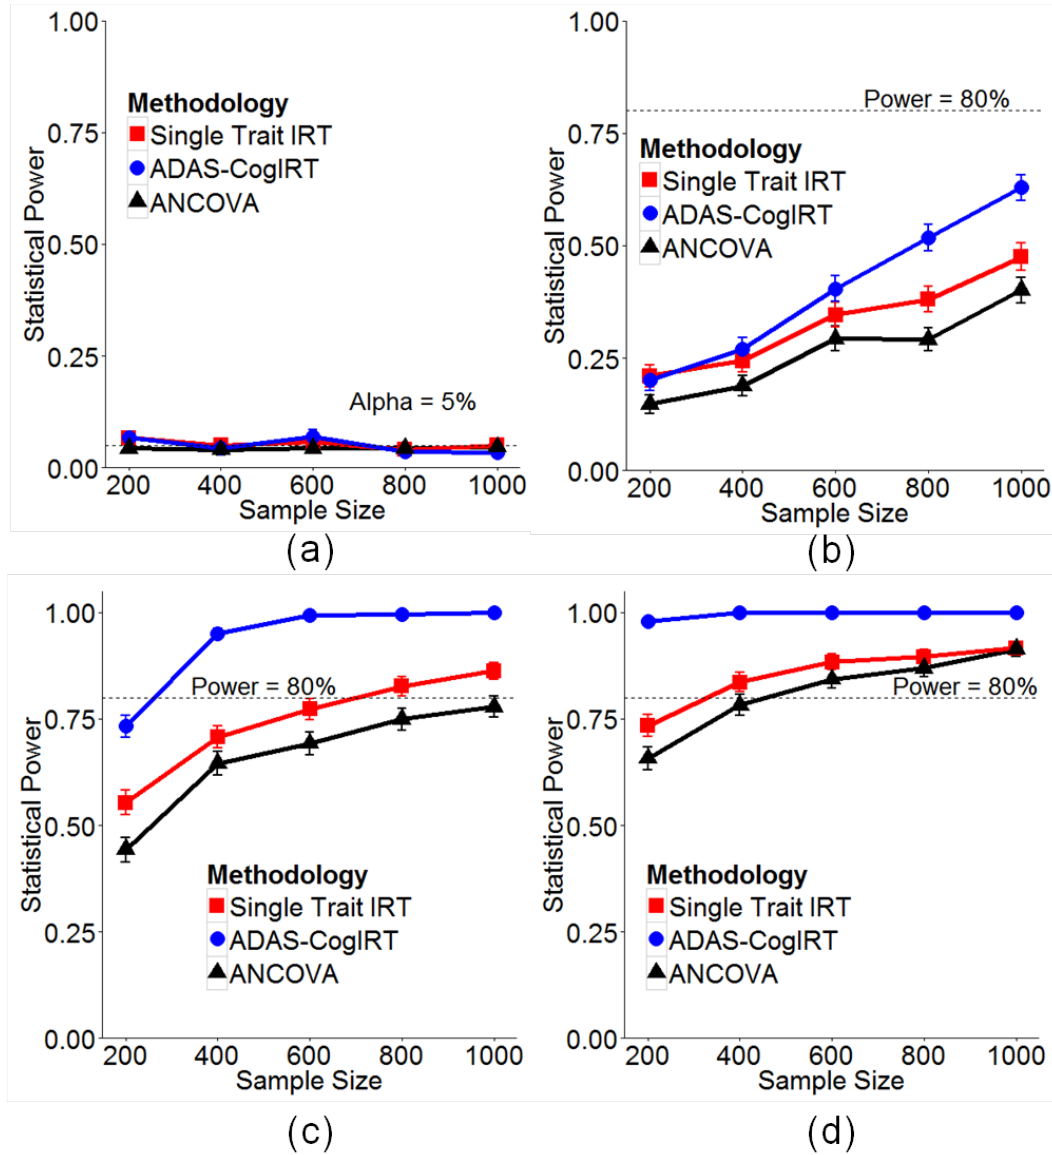 1.00
0.75
0.50
0.25
0.00
Statistical Power
Methodology
Single Trait IRT
ADAS-CogIRT
ANCOVA
Alpha = 5%
200 400 600 800 1000
Sample Size
(a)
1.00
0.75
0.50
0.25
0.00
Statistical Power
Power = 80%
Methodology
Single Trait IRT
ADAS-CogIRT
ANCOVA
200 400 600 800 1000
Sample Size
(b)
1.00
0.75
0.50
0.25
0.00
Statistical Power
Power = 80%
Methodology
Single Trait IRT
ADAS-CogIRT
ANCOVA
200 400 600 800 1000
Sample Size
(c)
1.00
0.75
0.50
0.25
0.00
Statistical Power
Power = 80%
Methodology
Single Trait IRT
ADAS-CogIRT
ANCOVA
200 400 600 800 1000
Sample Size
(d)